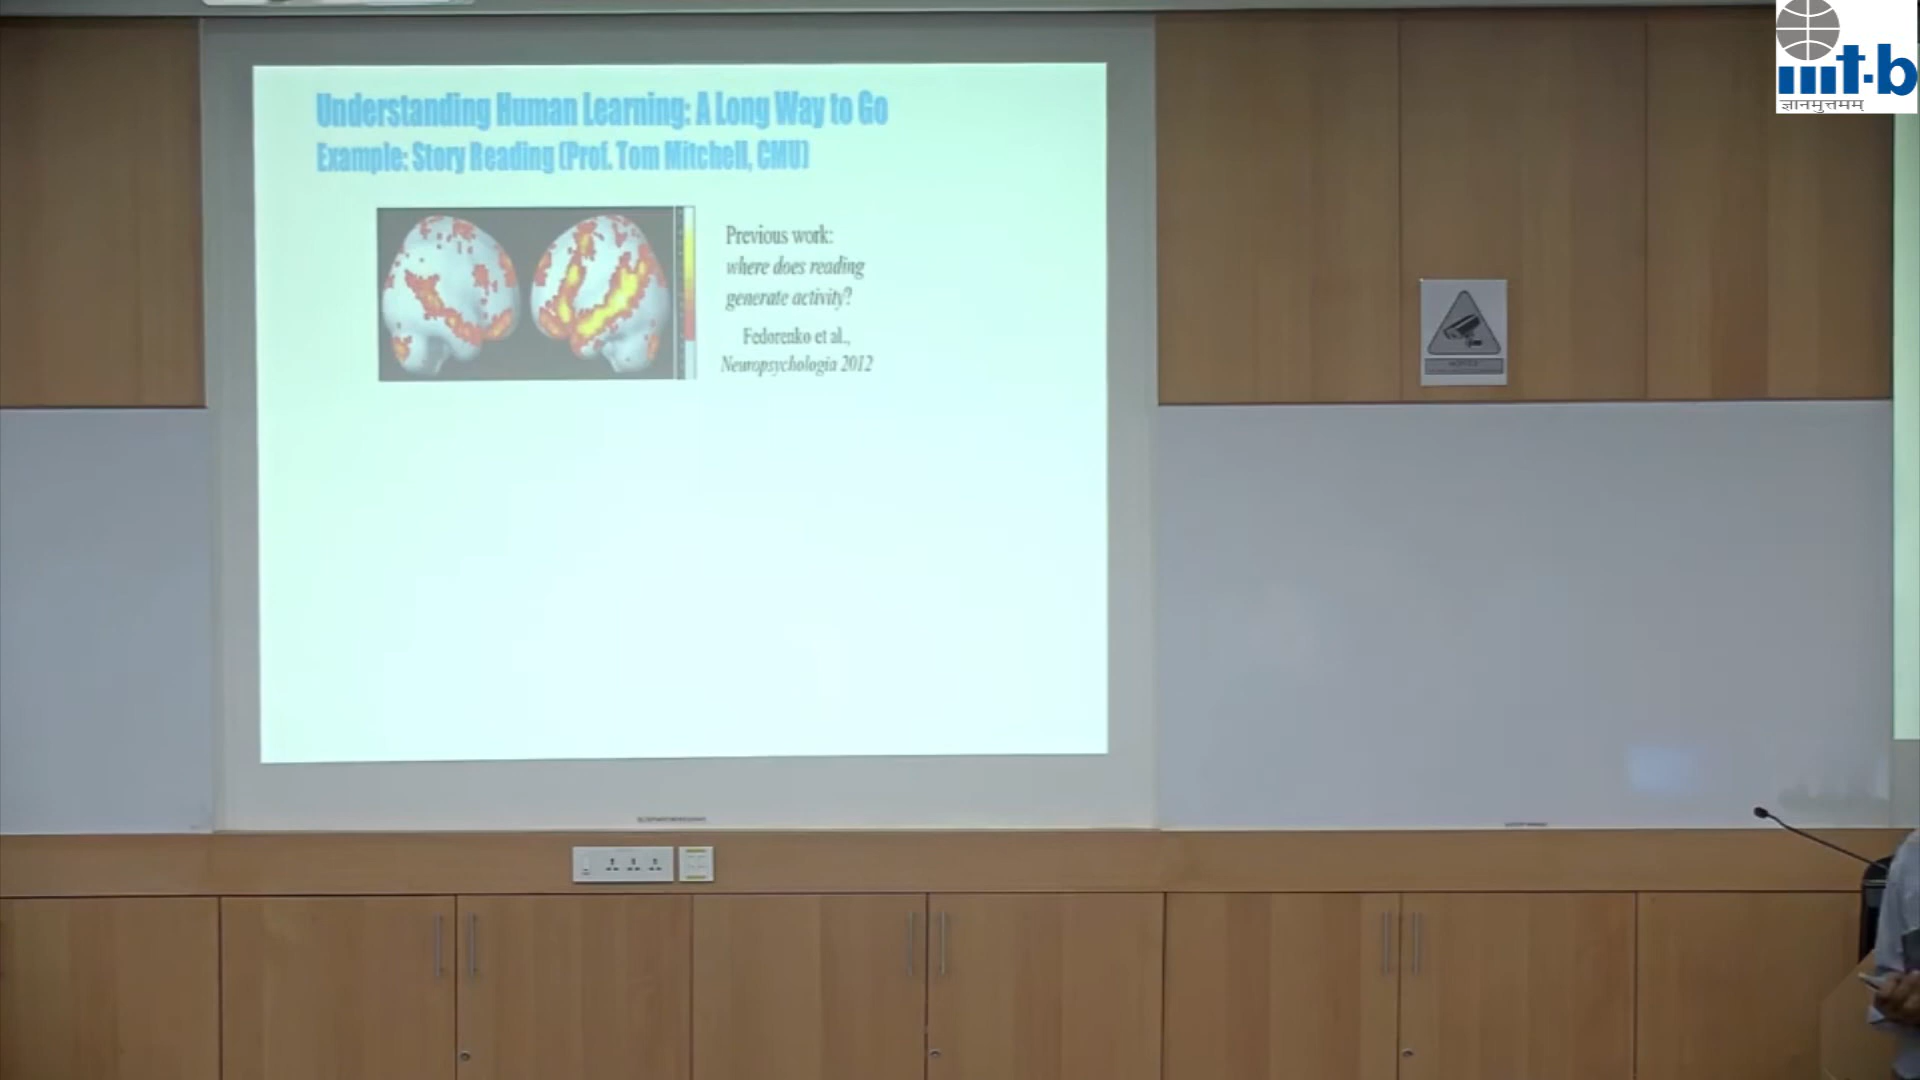 Understanding Human Learning: A Long Way to Go
Example: Story Reading (Prof. Tom Mitchell, CMU)
Previous work:
where does reading
generate activity?
Fedorenko et al.,
Neuropsychologia 2012
iiit-b
ज्ञानमुत्तमम्